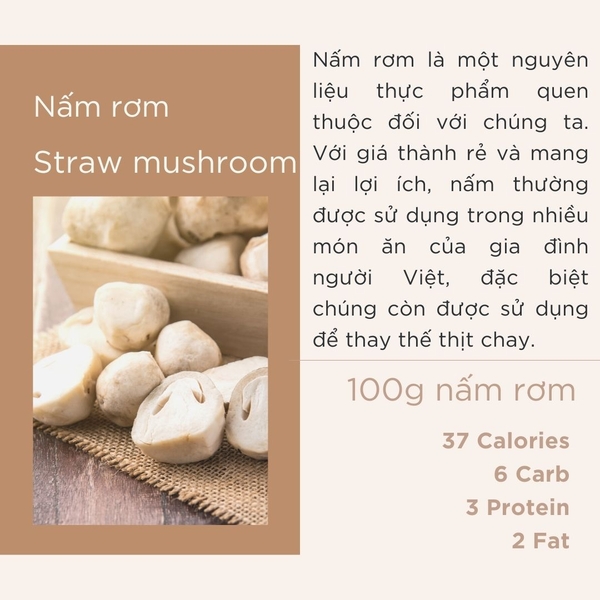 Nấm rơm
Straw mushroom
Nấm rơm là một nguyên
liệu thực phẩm quen
thuộc đối với chúng ta.
Với giá thành rẻ và mang
lại lợi ích, nấm thường
được sử dụng trong nhiều
món ăn của gia đình
người Việt, đặc biệt
chúng còn được sử dụng
để thay thế thịt chay.
100g nấm rơm
37 Calories
6 Carb
3 Protein
2 Fat